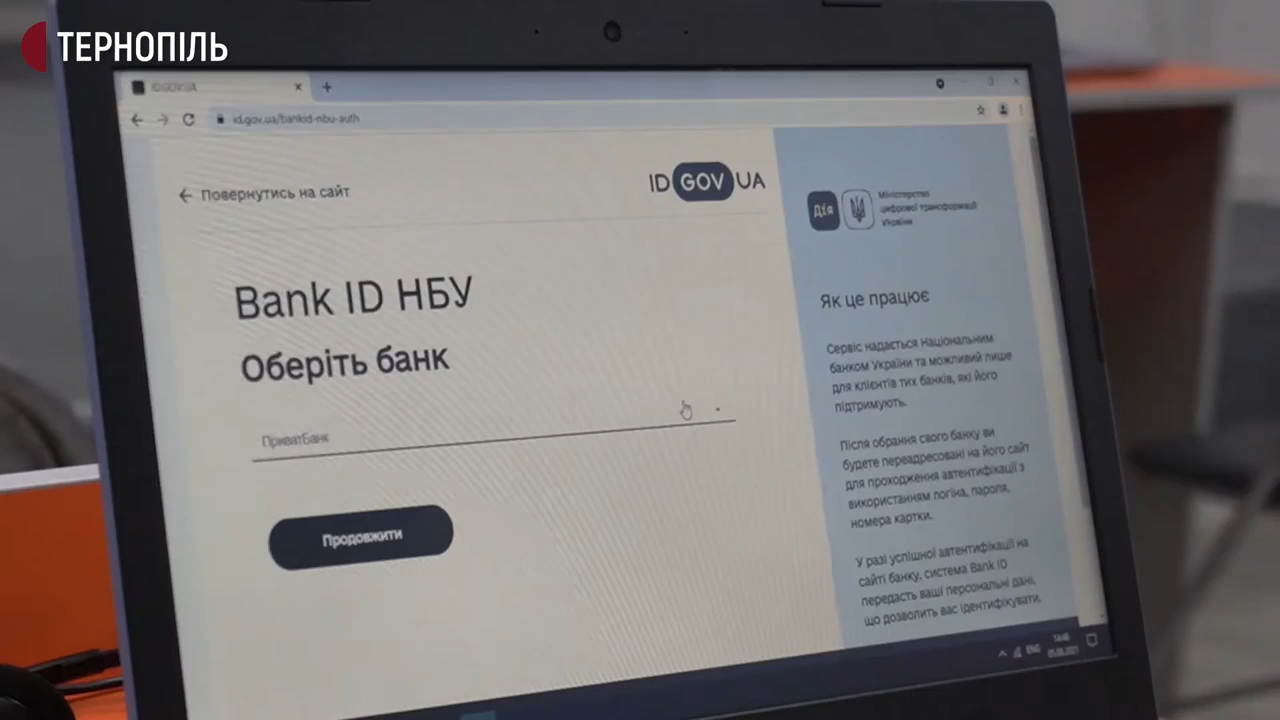 ТЕРНОПІЛЬ
ID.GOV.UA
id.gov.ua/bankid-nbu-auth
Повернутись на сайт
ID GOV UA
Bank ID НБУ
Оберіть банк
ПриватБанк
Продовжити
Дія
Міністерство
цифрової трансформації
України
Як це працює
Сервіс надається Національним
банком України та можливий лише
для клієнтів тих банків, які його
підтримують.
Після обрання свого банку ви
будете переадресовані на його сайт
для проходження автентифікації з
використанням логіна, пароля,
номера картки.
У разі успішної автентифікації на
сайті банку, система Bank ID
передасть ваші персональні дані,
що дозволить вас ідентифікувати.
ENG